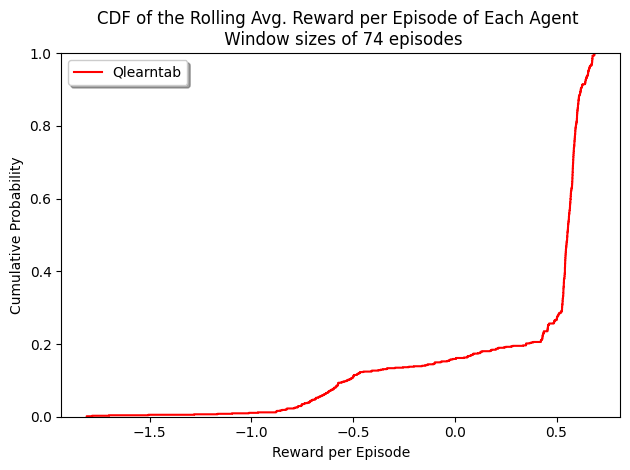 CDF of the Rolling Avg. Reward per Episode of Each Agent
Window sizes of 74 episodes
Qlearntab
Cumulative Probability
1.0
0.8
0.6
0.4
0.2
0.0
−1.5 −1.0 −0.5 0.0 0.5
Reward per Episode